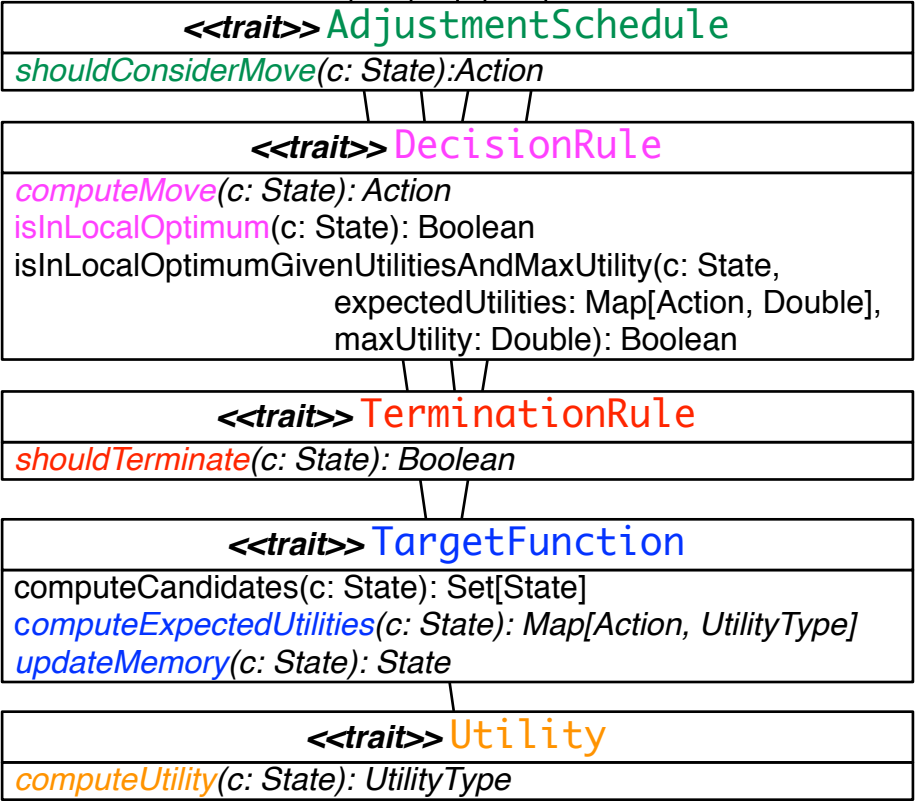 <<trait>> AdjustmentSchedule
shouldConsiderMove(c: State):Action
<<trait>> DecisionRule
computeMove(c: State): Action
isInLocalOptimum(c: State): Boolean
isInLocalOptimumGivenUtilitiesAndMaxUtility(c: State,
expectedUtilities: Map[Action, Double],
maxUtility: Double): Boolean
<<trait>> TerminationRule
shouldTerminate(c: State): Boolean
<<trait>> TargetFunction
computeCandidates(c: State): Set[State]
computeExpectedUtilities(c: State): Map[Action, UtilityType]
updateMemory(c: State): State
<<trait>> Utility
computeUtility(c: State): UtilityType